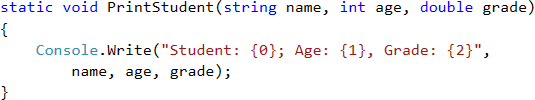 static void PrintStudent(string name, int age, double grade)
{
    Console.Write("Student: {0}; Age: {1}, Grade: {2}",
        name, age, grade);
}